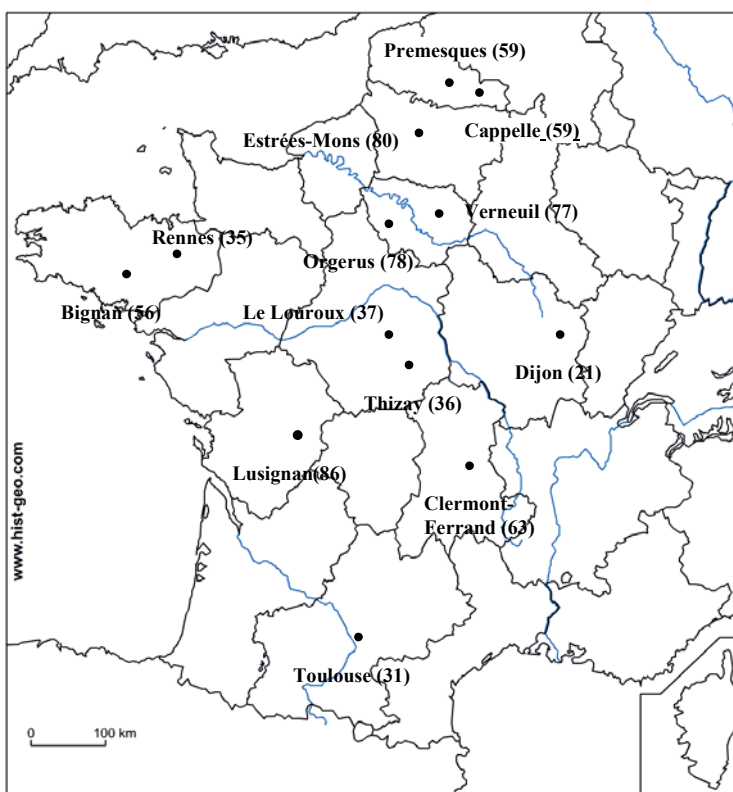 Premesques (59)
Estrées-Mons (80)
Cappelle (59)
Verneuil (77)
Rennes (35)
Orgerus (78)
Bignan (56)
Le Louroux (37)
Dijon (21)
Thizay (36)
Lusignan(86)
Clermont-
Ferrand (63)
www.hist-geo.com
Toulouse (31)
0 100 km